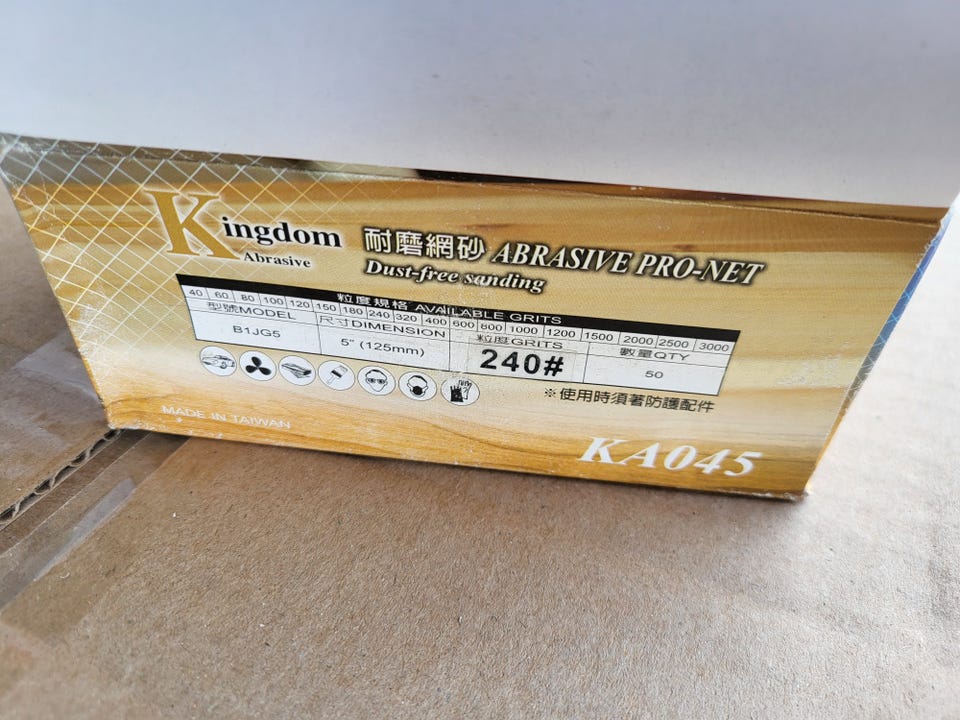 Kingdom
Abrasive
耐磨網砂 ABRASIVE PRO-NET
Dust-free sanding
粒度規格 AVAILABLE GRITS
40 60 80 100 120 150 180 240 320 400 600 800 1000 1200 1500 2000 2500 3000
型號MODEL 尺寸DIMENSION 粒度GRITS 數量QTY
B1JG5 5" (125mm) 240# 50
※使用時須著防護配件
MADE IN TAIWAN
KA045